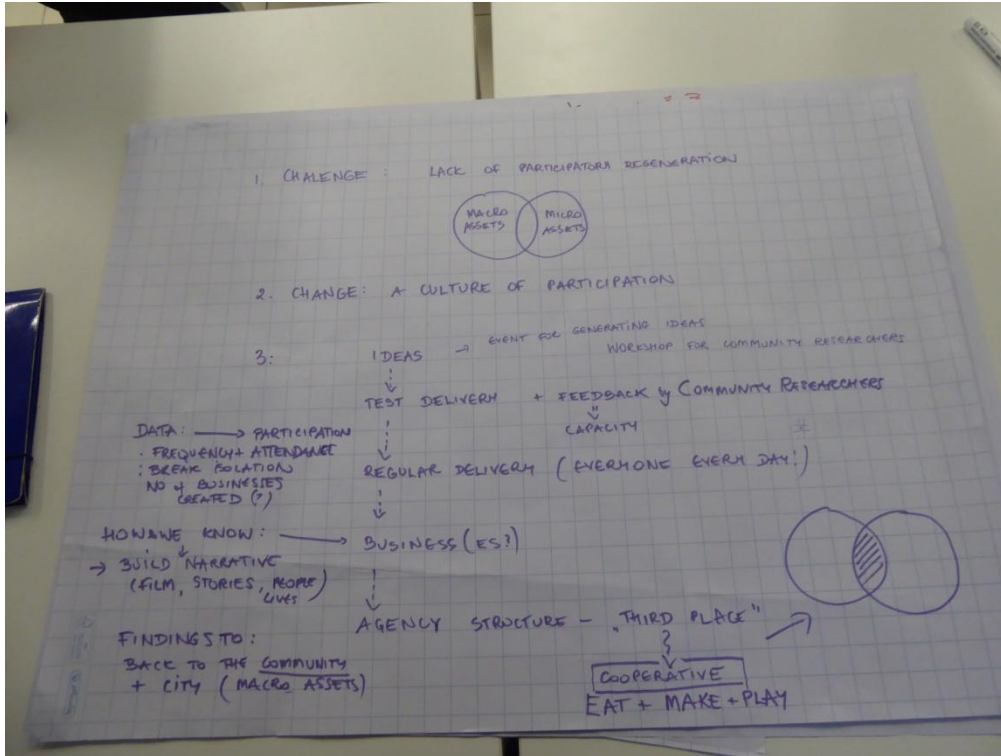 1. CHALENGE : LACK OF PARTICIPATORY REGENERATION
MACRO ASSETS
MICRO ASSETS
2. CHANGE: A CULTURE OF PARTICIPATION
3: IDEAS → EVENT FOR GENERATING IDEAS
WORKSHOP FOR COMMUNITY RESEARCHERS
TEST DELIVERY + FEEDBACK by COMMUNITY RESEARCHERS
CAPACITY
DATA: → PARTICIPATION
. FREQUENCY + ATTENDANCE
: BREAK ISOLATION
NO of BUSINESSES
CREATED (?)
REGULAR DELIVERY (EVERYONE EVERY DAY!)
HOW WE KNOW: → BUSINESS (ES?)
→ BUILD NARRATIVE
(FILM, STORIES, PEOPLE
LIVES)
AGENCY STRUCTURE – „THIRD PLACE"
FINDINGS TO:
BACK TO THE COMMUNITY
+ CITY (MACRO ASSETS)
COOPERATIVE
EAT + MAKE + PLAY